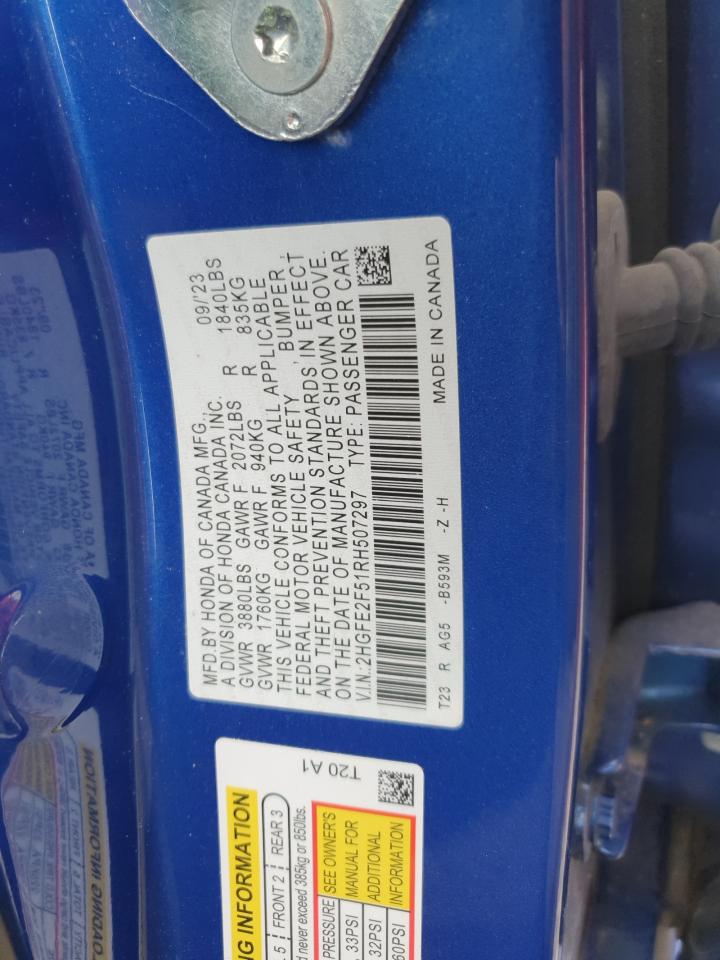 MFD.BY HONDA OF CANADA MFG., 09/'23
A DIVISION OF HONDA CANADA INC.
GVWR 3880LBS GAWR F 2072LBS R 1840LBS
GVWR 1760KG GAWR F 940KG R 835KG
THIS VEHICLE CONFORMS TO ALL APPLICABLE
FEDERAL MOTOR VEHICLE SAFETY , BUMPER ,
AND THEFT PREVENTION STANDARDS IN EFFECT
ON THE DATE OF MANUFACTURE SHOWN ABOVE.
V.I.N.:2HGFE2F51RH507297 TYPE: PASSENGER CAR
T23 R AG5 -B593M -Z -H MADE IN CANADA
T20 A1
INFORMATION
5 FRONT 2 REAR 3
never exceed 385kg or 850lbs.
PRESSURE SEE OWNER'S
33PSI MANUAL FOR
32PSI ADDITIONAL
60PSI INFORMATION